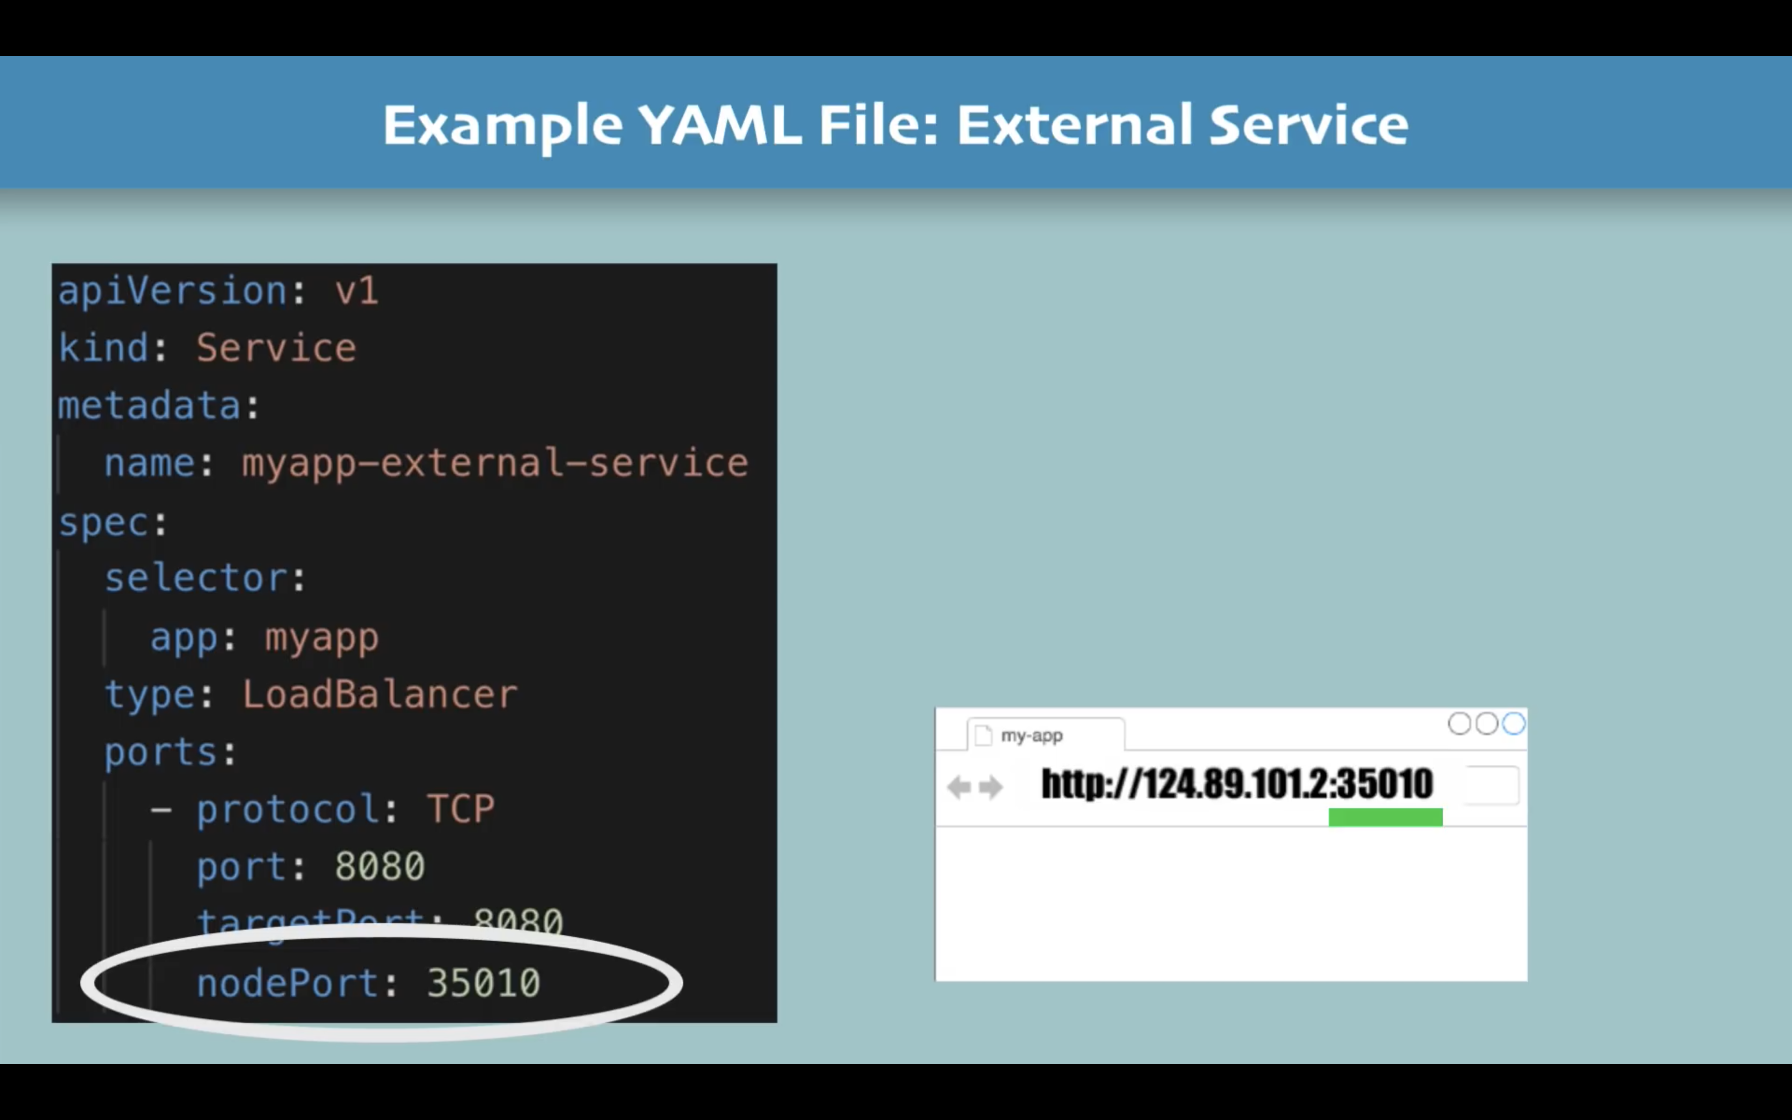 Example YAML File: External Service
apiVersion: v1
kind: Service
metadata:
name: myapp-external-service
spec:
selector:
app: myapp
type: LoadBalancer
ports:
- protocol: TCP
port: 8080
targetPort: 8080
nodePort: 35010
my-app
http://124.89.101.2:35010